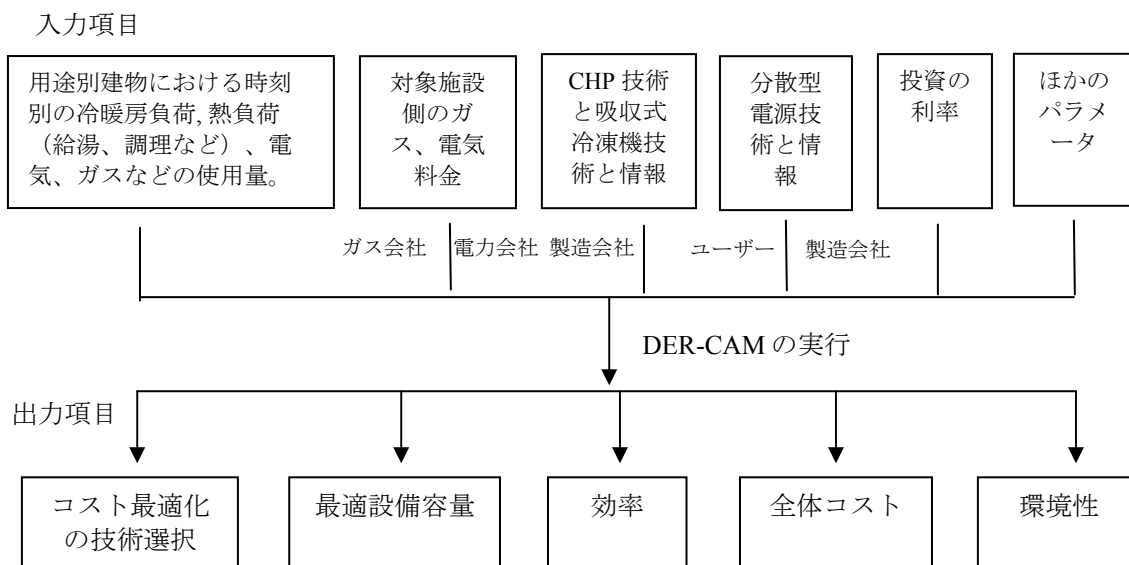 入力項目
用途別建物における時刻
別の冷暖房負荷, 熱負荷
（給湯、調理など）、電
気、ガスなどの使用量。
対象施設
側のガ
ス、電気
料金
CHP 技術
と吸収式
冷凍機技
術と情報
分散型
電源技
術と情
報
投資の
利率
ほかの
パラメ
ータ
ガス会社
電力会社
製造会社
ユーザー
製造会社
DER-CAM の実行
出力項目
コスト最適化
の技術選択
最適設備容量
効率
全体コスト
環境性